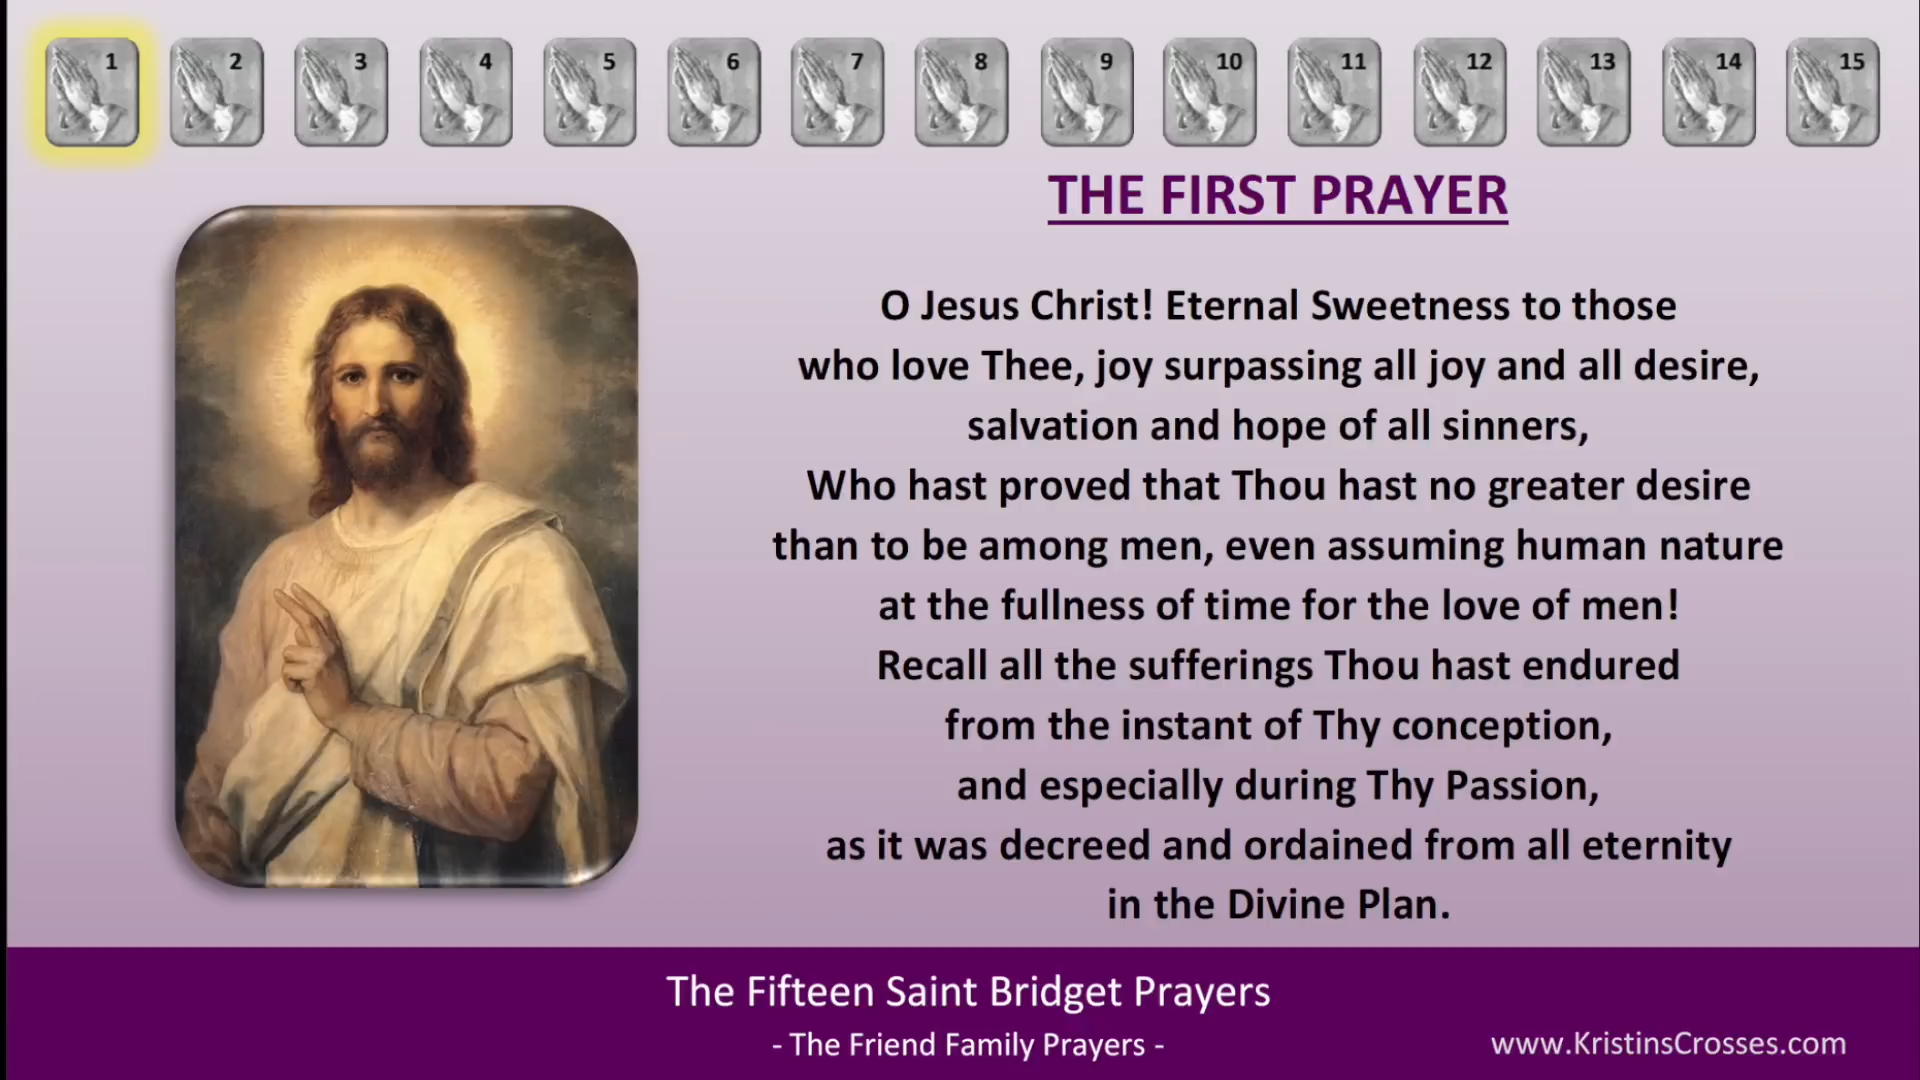 1 2 3 4 5 6 7 8 9 10 11 12 13 14 15
THE FIRST PRAYER
O Jesus Christ! Eternal Sweetness to those
who love Thee, joy surpassing all joy and all desire,
salvation and hope of all sinners,
Who hast proved that Thou hast no greater desire
than to be among men, even assuming human nature
at the fullness of time for the love of men!
Recall all the sufferings Thou hast endured
from the instant of Thy conception,
and especially during Thy Passion,
as it was decreed and ordained from all eternity
in the Divine Plan.
The Fifteen Saint Bridget Prayers
- The Friend Family Prayers -
www.KristinsCrosses.com